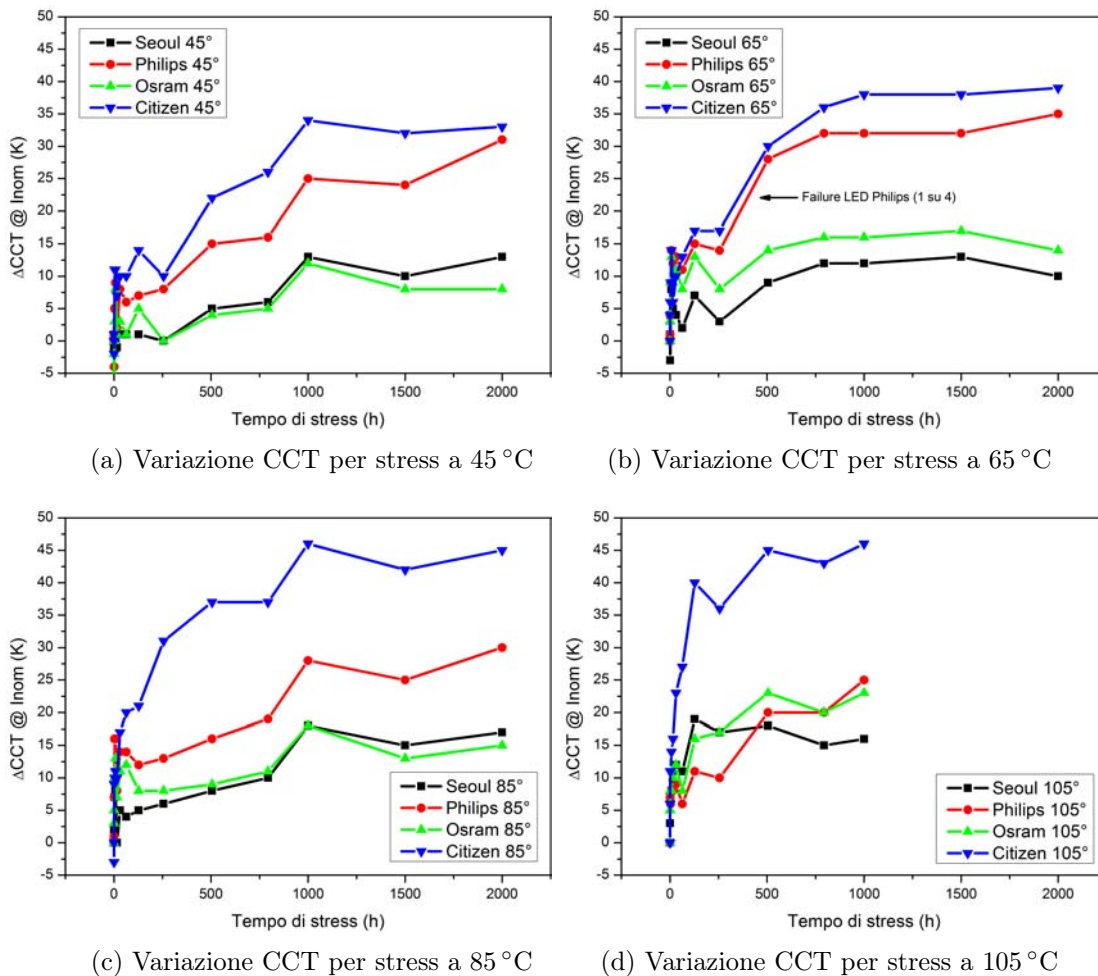 50
45
40
35
30
25
20
15
10
5
0
-5
ΔCCT @ Inom (K)
Seoul 45°
Philips 45°
Osram 45°
Citizen 45°
0
500
1000
1500
2000
Tempo di stress (h)
(a) Variazione CCT per stress a 45 °C
50
45
40
35
30
25
20
15
10
5
0
-5
ΔCCT @ Inom (K)
Seoul 65°
Philips 65°
Osram 65°
Citizen 65°
Failure LED Philips (1 su 4)
0
500
1000
1500
2000
Tempo di stress (h)
(b) Variazione CCT per stress a 65 °C
50
45
40
35
30
25
20
15
10
5
0
-5
ΔCCT @ Inom (K)
Seoul 85°
Philips 85°
Osram 85°
Citizen 85°
0
500
1000
1500
2000
Tempo di stress (h)
(c) Variazione CCT per stress a 85 °C
50
45
40
35
30
25
20
15
10
5
0
-5
ΔCCT @ Inom (K)
Seoul 105°
Philips 105°
Osram 105°
Citizen 105°
0
500
1000
1500
2000
Tempo di stress (h)
(d) Variazione CCT per stress a 105 °C